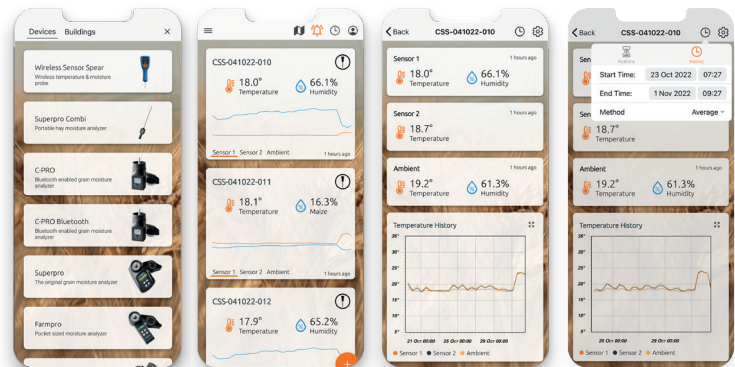 Devices Buildings ×
Wireless Sensor Spear
Wireless temperature & moisture
probe
Superpro Combi
Portable hay moisture analyzer
C-PRO
Bluetooth enabled grain moisture
analyzer
C-PRO Bluetooth
Bluetooth enabled grain moisture
analyzer
Superpro
The original grain moisture analyzer
Farmpro
Pocket sized moisture analyzer
CSS-041022-010
18.0° 66.1%
Temperature Humidity
Sensor 1 Sensor 2 Ambient 1 hours ago
CSS-041022-011
18.1° 16.3%
Temperature Maize
Sensor 1 Sensor 2 Ambient 1 hours ago
CSS-041022-012
17.9° 65.2%
Temperature Humidity
+
Back CSS-041022-010
Sensor 1 1 hours ago
18.0° 66.1%
Temperature Humidity
Sensor 2 1 hours ago
18.7°
Temperature
Ambient 1 hours ago
19.2° 61.3%
Temperature Humidity
Temperature History
35°
30°
25°
20°
15°
10°
5°
21 Oct 00:00 25 Oct 00:00 29 Oct 00:00
Sensor 1 Sensor 2 Ambient
Back CSS-041022-010
Realtime History
Start Time: 23 Oct 2022 07:27
End Time: 1 Nov 2022 09:27
Method Average
18.7°
Temperature
Ambient 1 hours ago
19.2° 61.3%
Temperature Humidity
Temperature History
35°
30°
25°
20°
15°
10°
5°
25 Oct 00:00 29 Oct 00:00
Sensor 1 Sensor 2 Ambient